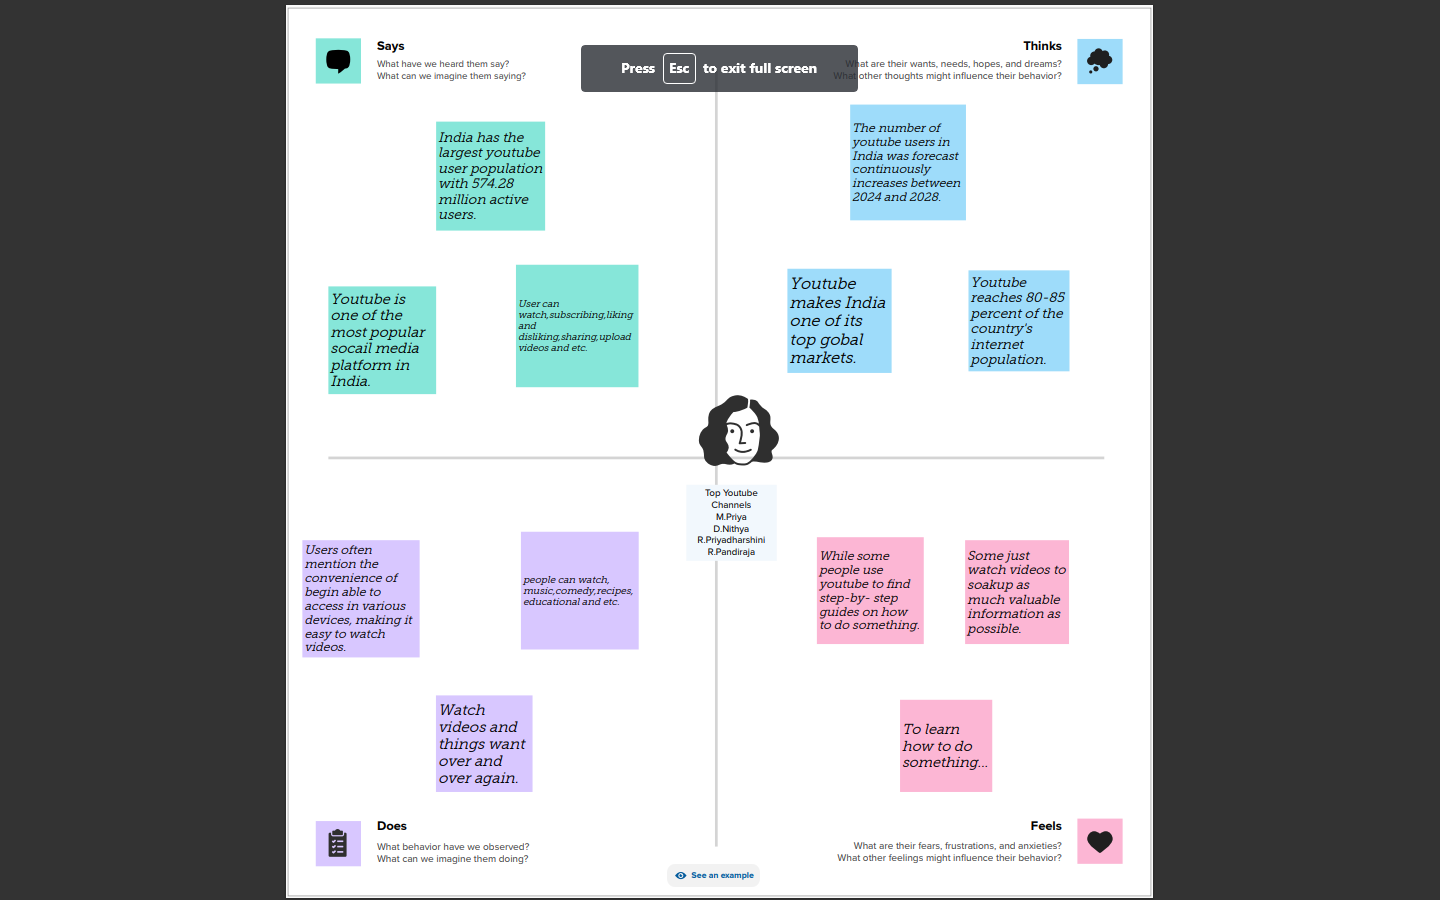 Says
What have we heard them say?
What can we imagine them saying?
Press Esc to exit full screen
Thinks
What are their wants, needs, hopes, and dreams?
What other thoughts might influence their behavior?
India has the
largest youtube
user population
with 574.28
million active
users.
Youtube is
one of the
most popular
socail media
platform in
India.
User can
watch,subscribing,liking
and
disliking,sharing,upload
videos and etc.
The number of
youtube users in
India was forecast
continuously
increases between
2024 and 2028.
Youtube
makes India
one of its
top gobal
markets.
Youtube
reaches 80-85
percent of the
country's
internet
population.
Top Youtube
Channels
M.Priya
D.Nithya
R.Priyadharshini
R.Pandiraja
Users often
mention the
convenience of
begin able to
access in various
devices, making it
easy to watch
videos.
people can watch,
music,comedy,recipes,
educational and etc.
Watch
videos and
things want
over and
over again.
While some
people use
youtube to find
step-by- step
guides on how
to do something.
Some just
watch videos to
soakup as
much valuable
information as
possible.
To learn
how to do
something...
Does
What behavior have we observed?
What can we imagine them doing?
Feels
What are their fears, frustrations, and anxieties?
What other feelings might influence their behavior?
See an example